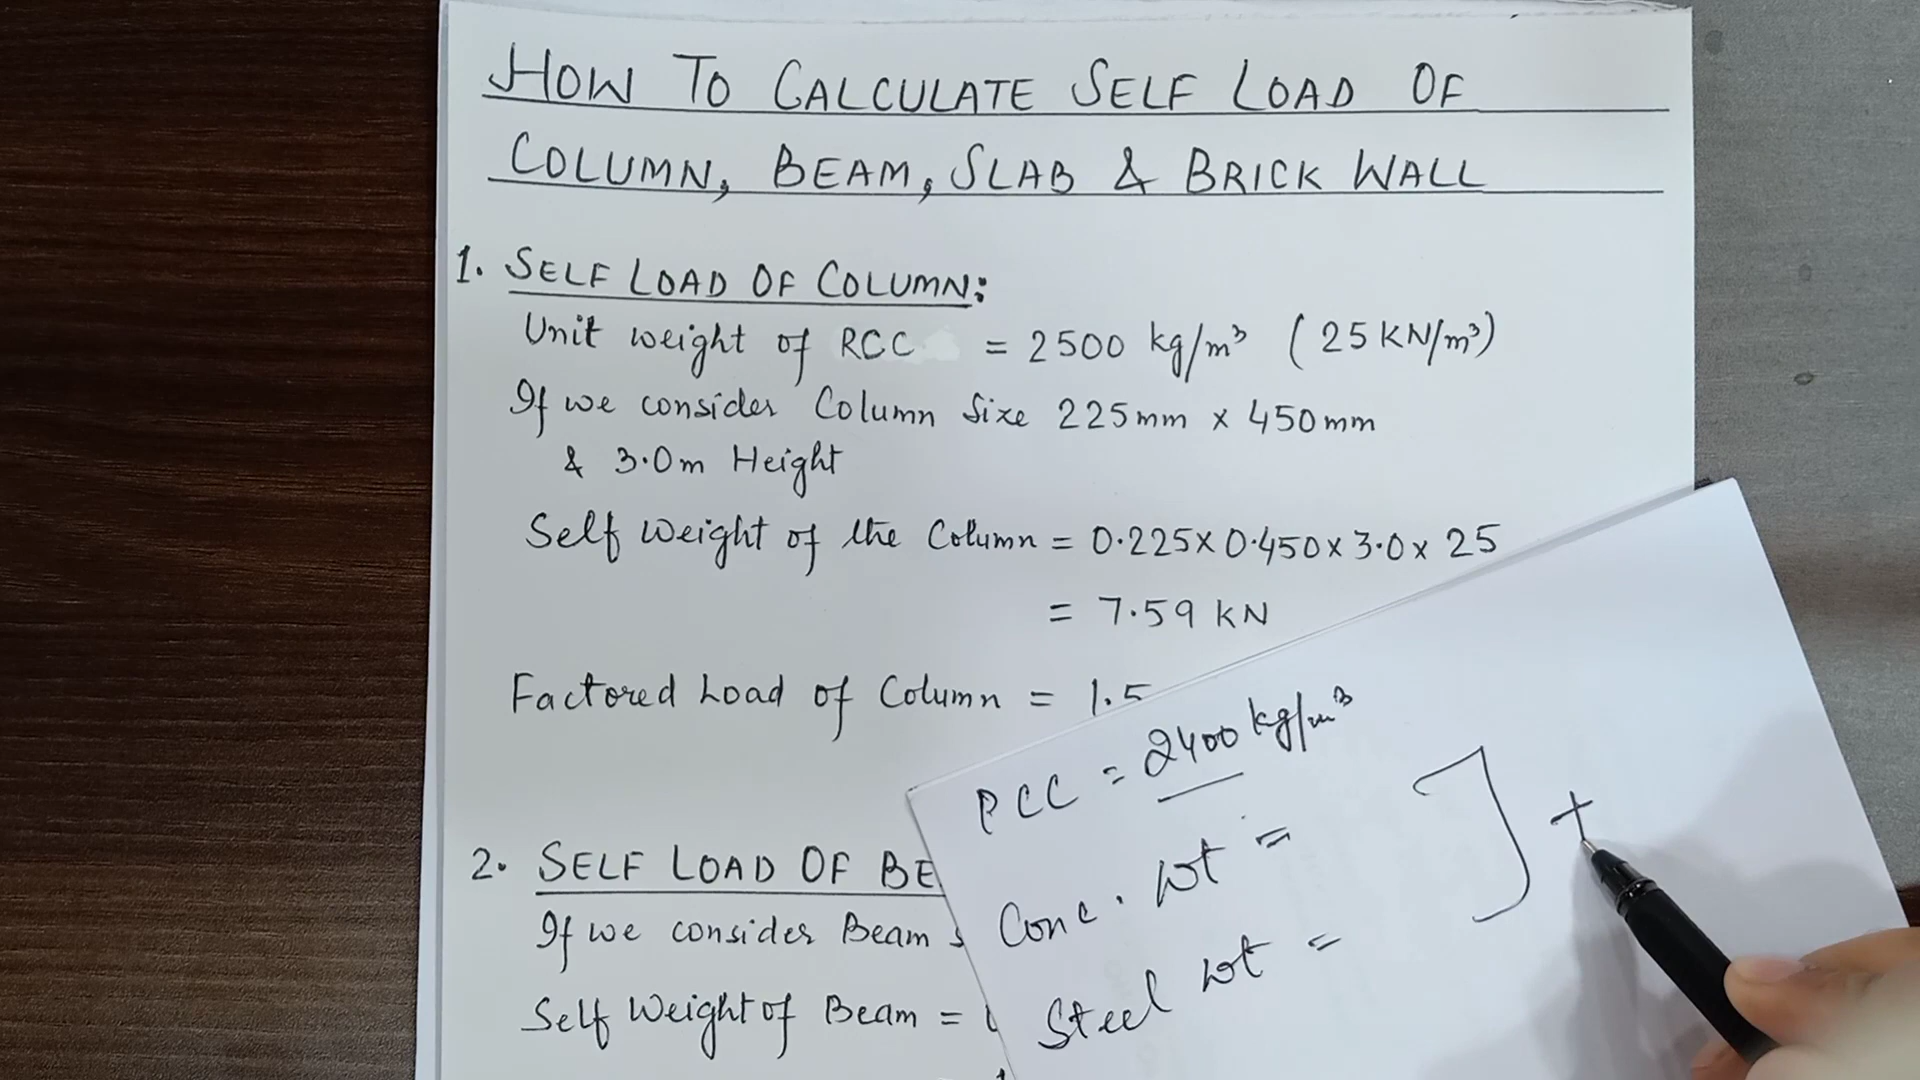 HOW TO CALCULATE SELF LOAD OF
COLUMN, BEAM, SLAB & BRICK WALL
1. SELF LOAD OF COLUMN:
Unit weight of RCC = 2500 kg/m³ (25 KN/m³)
If we consider Column Size 225mm x 450mm
& 3.0m Height
Self Weight of the Column = 0.225x 0.450x 3.0x 25
= 7.59 KN
Factored Load of Column = 1.5
2. SELF LOAD OF BE
If we consider Beam
Self Weight of Beam =
PCC = 2400 kg/m³
Conc. wt =
Steel wt =
+